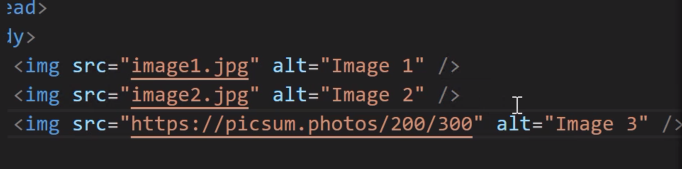 ead>
dy>
<img src="image1.jpg" alt="Image 1" />
<img src="image2.jpg" alt="Image 2" />
<img src="https://picsum.photos/200/300" alt="Image 3" />